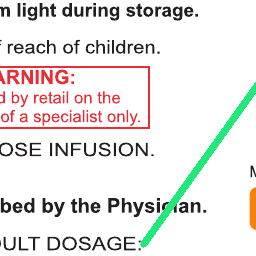 m light during storage.
f reach of children.
ARNING:
d by retail on the
of a specialist only.
OSE INFUSION.
bed by the Physician.
DULT DOSAGE:
M